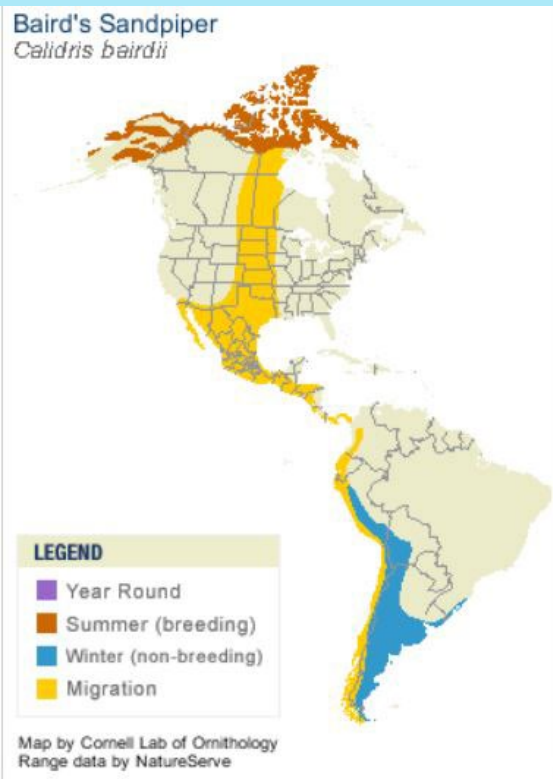 Baird's Sandpiper
Calidris bairdii
LEGEND
Year Round
Summer (breeding)
Winter (non-breeding)
Migration
Map by Cornell Lab of Ornithology
Range data by NatureServe